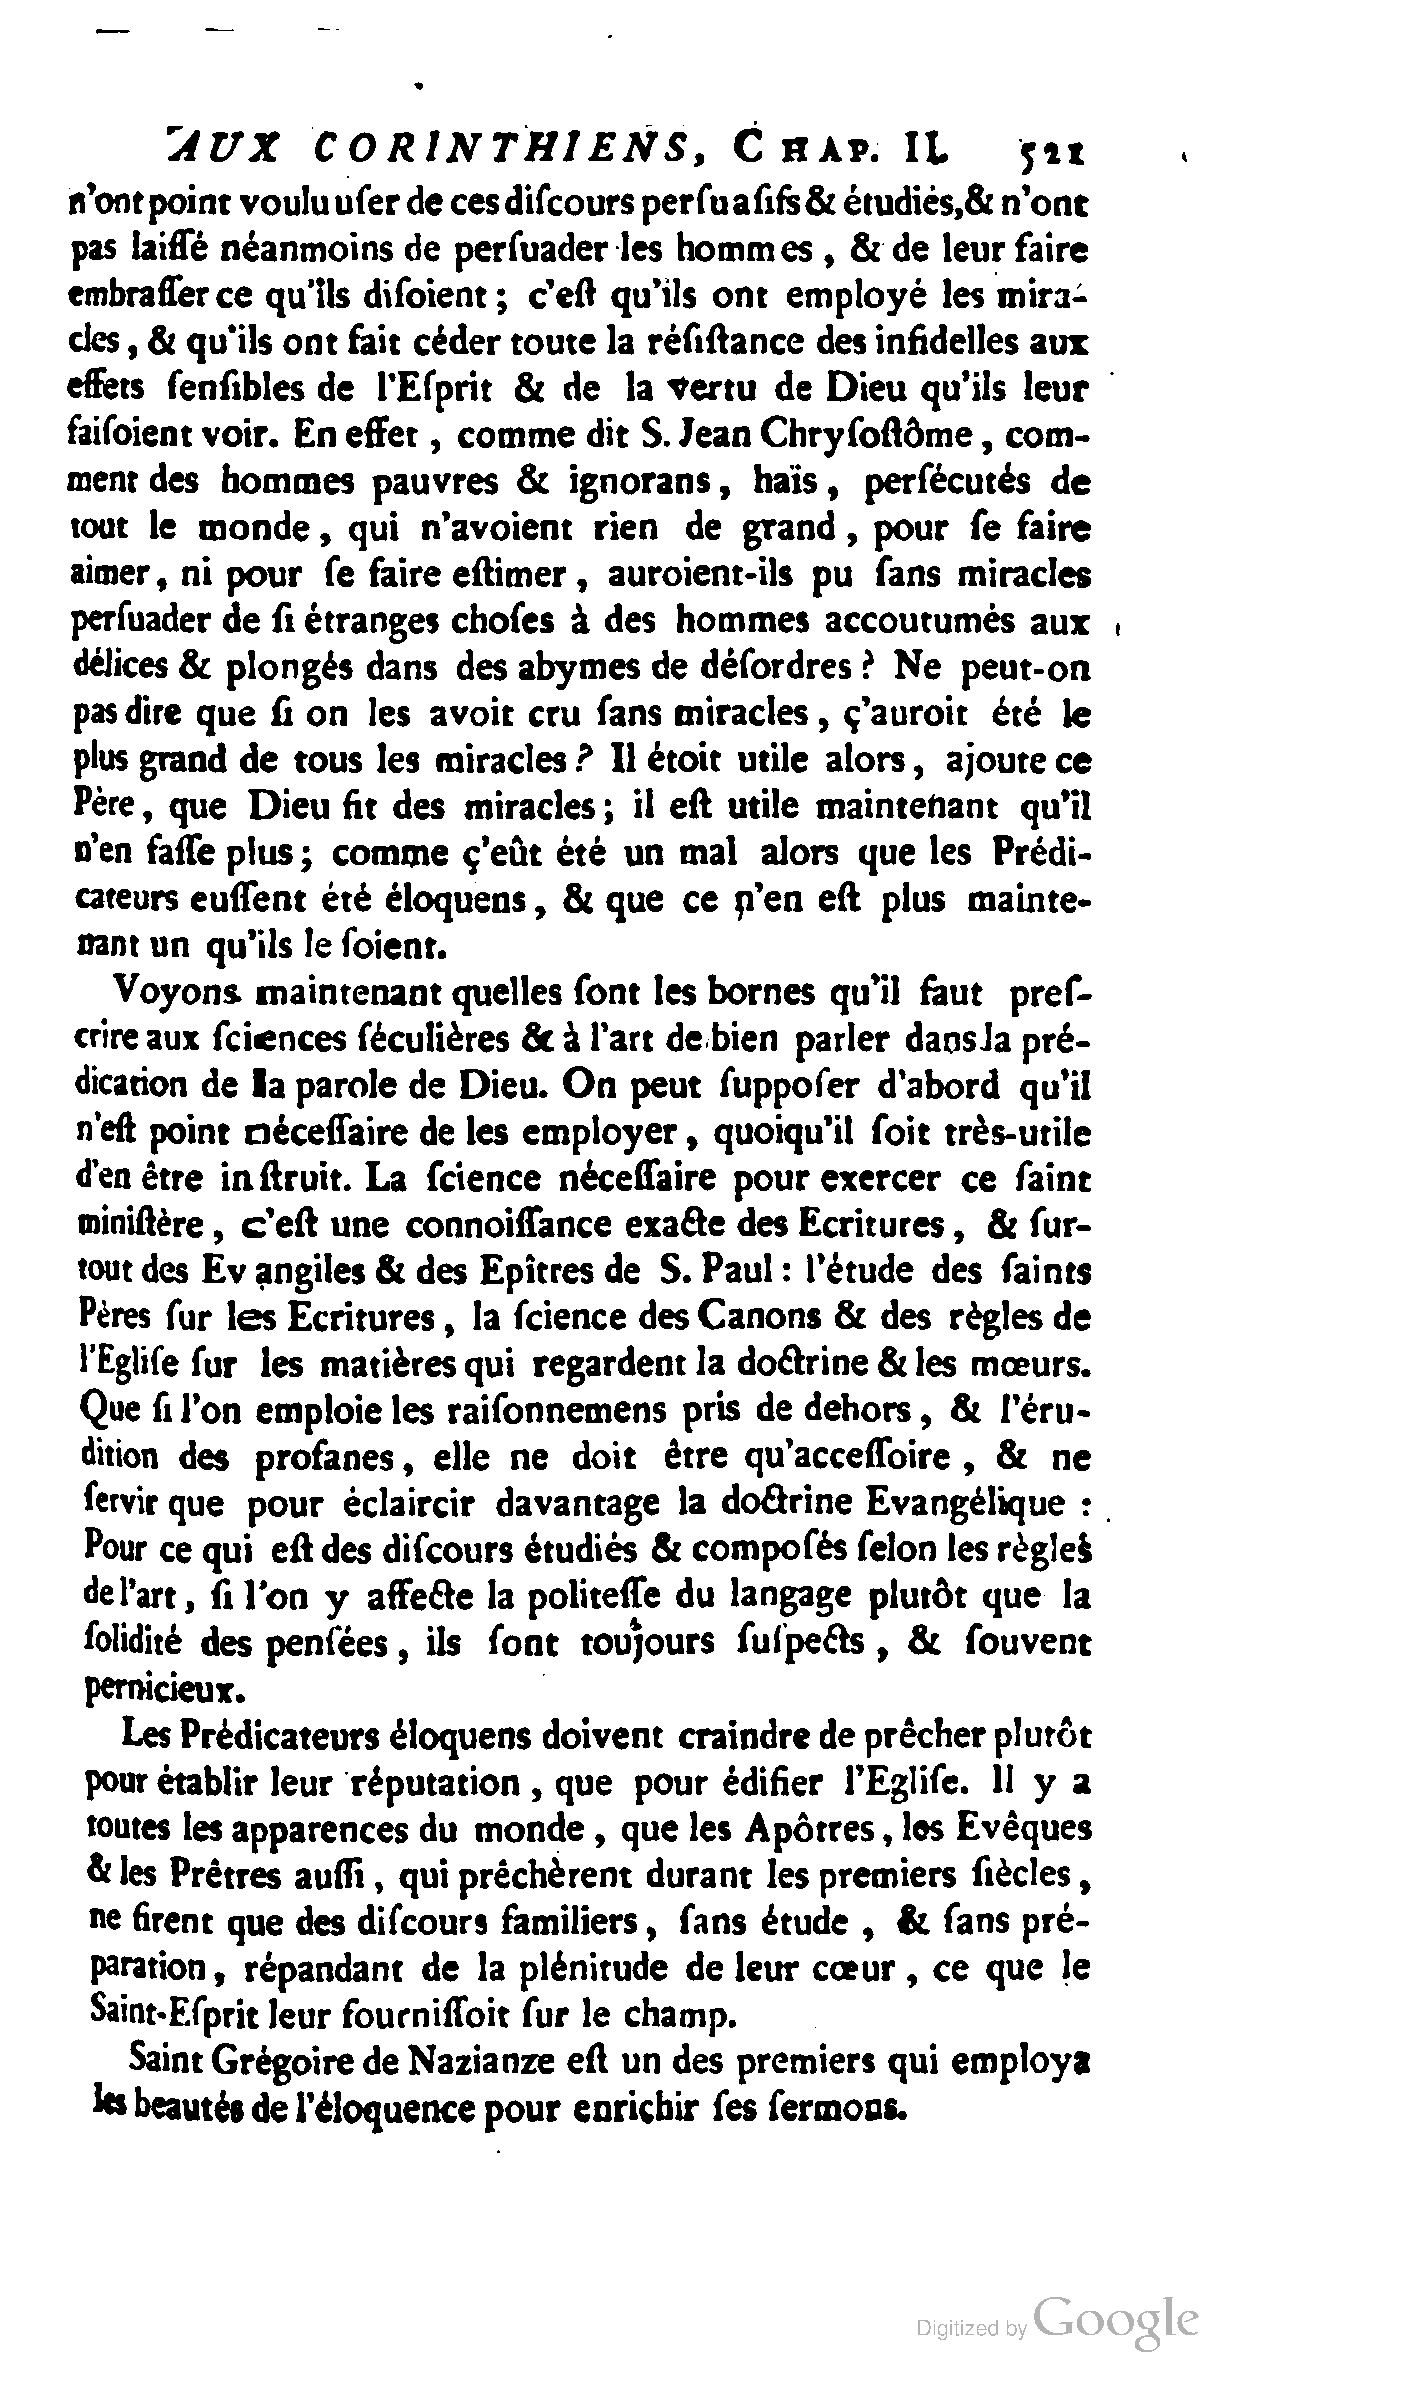 AUX CORINTHIENS, CHAP. II. 521
n'ont point voulu uſer de ces diſcours perſuaſifs & étudiés, & n'ont
pas laiſſé néanmoins de perſuader les hommes, & de leur faire
embraſſer ce qu'ils diſoient; c'eſt qu'ils ont employé les mira-
cles, & qu'ils ont fait céder toute la réſiſtance des infidelles aux
effets ſenſibles de l'Eſprit & de la vertu de Dieu qu'ils leur
faiſoient voir. En effet, comme dit S. Jean Chryſoſtôme, com-
ment des hommes pauvres & ignorans, haïs, perſécutés de
tout le monde, qui n'avoient rien de grand, pour ſe faire
aimer, ni pour ſe faire eſtimer, auroient-ils pu ſans miracles
perſuader de ſi étranges choſes à des hommes accoutumés aux
délices & plongés dans des abymes de déſordres? Ne peut-on
pas dire que ſi on les avoit cru ſans miracles, ç'auroit été le
plus grand de tous les miracles? Il étoit utile alors, ajoute ce
Père, que Dieu fit des miracles; il eſt utile maintenant qu'il
n'en faſſe plus; comme ç'eût été un mal alors que les Prédi-
cateurs euſſent été éloquens, & que ce n'en eſt plus mainte-
nant un qu'ils le ſoient.
Voyons maintenant quelles ſont les bornes qu'il faut preſ-
crire aux ſciences ſéculières & à l'art de bien parler dans la pré-
dication de la parole de Dieu. On peut ſuppoſer d'abord qu'il
n'eſt point néceſſaire de les employer, quoiqu'il ſoit très-utile
d'en être inſtruit. La ſcience néceſſaire pour exercer ce ſaint
miniſtère, c'eſt une connoiſſance exacte des Ecritures, & ſur-
tout des Evangiles & des Epîtres de S. Paul: l'étude des ſaints
Pères ſur les Ecritures, la ſcience des Canons & des règles de
l'Egliſe ſur les matières qui regardent la doctrine & les mœurs.
Que ſi l'on emploie les raiſonnemens pris de dehors, & l'éru-
dition des profanes, elle ne doit être qu'acceſſoire, & ne
ſervir que pour éclaircir davantage la doctrine Evangélique:
Pour ce qui eſt des diſcours étudiés & compoſés ſelon les règles
de l'art, ſi l'on y affecte la politeſſe du langage plutôt que la
ſolidité des penſées, ils ſont toujours ſuſpects, & ſouvent
pernicieux.
Les Prédicateurs éloquens doivent craindre de prêcher plutôt
pour établir leur réputation, que pour édifier l'Egliſe. Il y a
toutes les apparences du monde, que les Apôtres, les Evêques
& les Prêtres auſſi, qui prêchèrent durant les premiers ſiècles,
ne firent que des diſcours familiers, ſans étude, & ſans pré-
paration, répandant de la plénitude de leur cœur, ce que le
Saint-Eſprit leur fourniſſoit ſur le champ.
Saint Grégoire de Nazianze eſt un des premiers qui employa
les beautés de l'éloquence pour enrichir ſes ſermons.
Digitized by Google